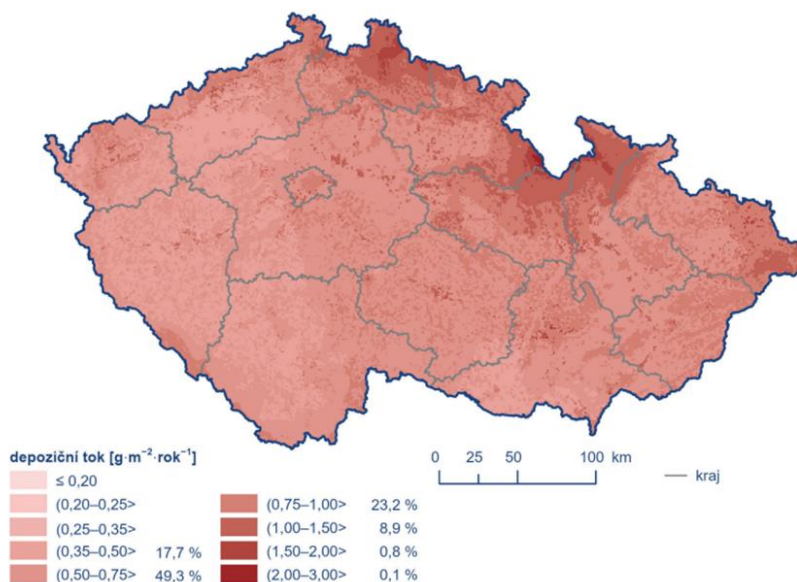 depoziční tok [g·m⁻²·rok⁻¹]
≤ 0,20
(0,20–0,25>
(0,25–0,35>
(0,35–0,50> 17,7 %
(0,50–0,75> 49,3 %
(0,75–1,00> 23,2 %
(1,00–1,50> 8,9 %
(1,50–2,00> 0,8 %
(2,00–3,00> 0,1 %
0 25 50 100 km
kraj